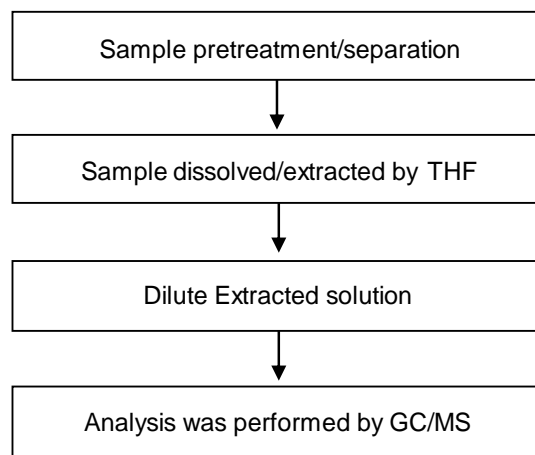 Sample pretreatment/separation
Sample dissolved/extracted by THF
Dilute Extracted solution
Analysis was performed by GC/MS